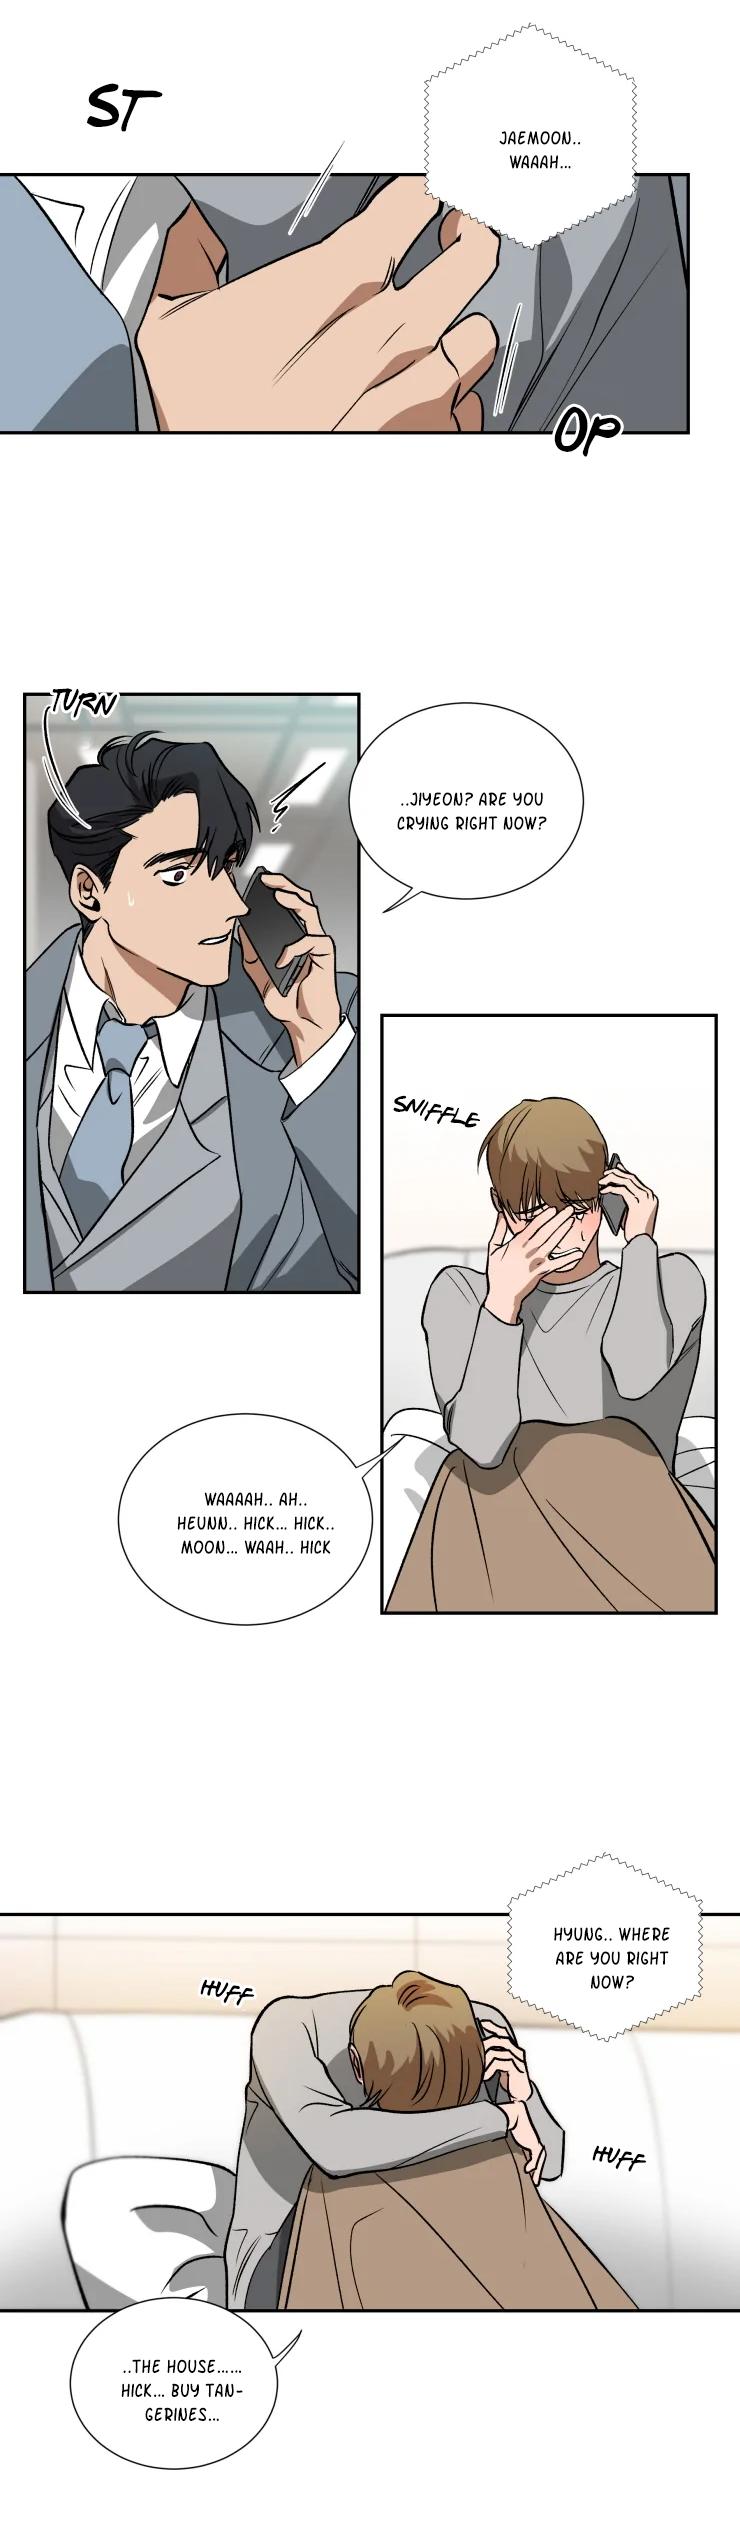 ST
JAEMOON..
WAAAH...
OP
TURN
..JIYEON? ARE YOU
CRYING RIGHT NOW?
SNIFFLE
WAAAAH.. AH..
HEUNN.. HICK... HICK..
MOON... WAAH.. HICK
HYUNG.. WHERE
ARE YOU RIGHT
NOW?
HUFF
HUFF
..THE HOUSE......
HICK... BUY TAN-
GERINES...